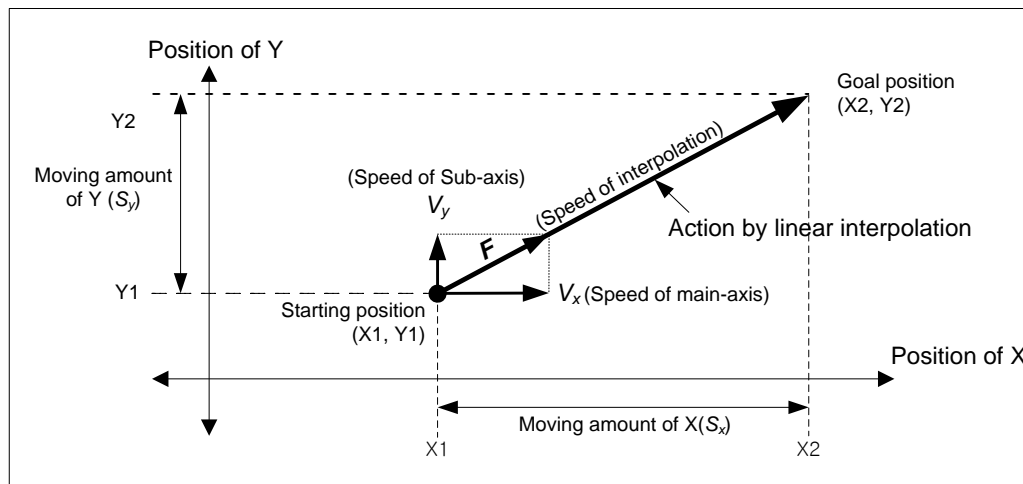 Position of Y
Goal position
(X2, Y2)
Y2
Moving amount
of Y (Sy)
(Speed of Sub-axis)
Vy
(Speed of interpolation)
Action by linear interpolation
F
Y1
Vx (Speed of main-axis)
Starting position
(X1, Y1)
Position of X
Moving amount of X(Sx)
X1
X2